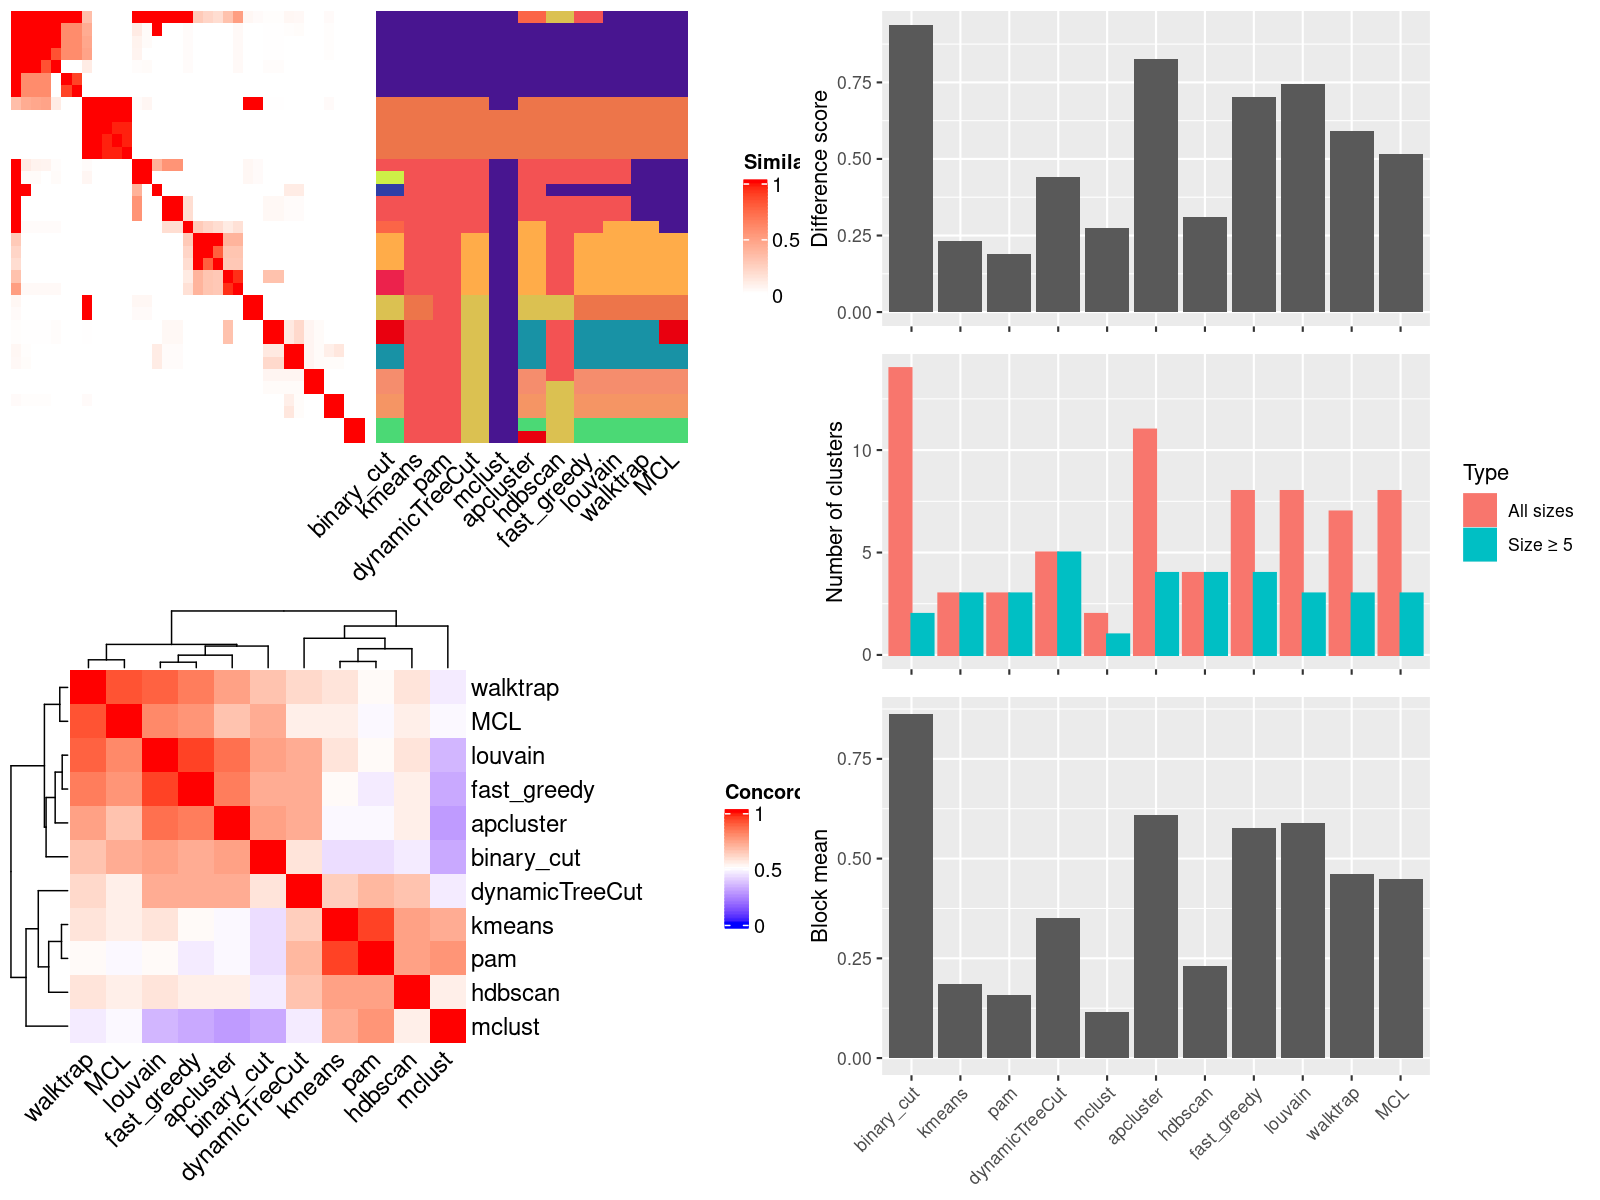 Simila
1
0.5
0
binary_cut
kmeans
pam
dynamicTreeCut
mclust
apcluster
hdbscan
fast_greedy
louvain
walktrap
MCL
walktrap
MCL
louvain
fast_greedy
apcluster
binary_cut
dynamicTreeCut
kmeans
pam
hdbscan
mclust
Concord
1
0.5
0
walktrap
MCL
louvain
fast_greedy
apcluster
binary_cut
dynamicTreeCut
kmeans
pam
hdbscan
mclust
Difference score
0.75
0.50
0.25
0.00
Number of clusters
10
5
0
Type
All sizes
Size ≥ 5
Block mean
0.75
0.50
0.25
0.00
binary_cut
kmeans
pam
dynamicTreeCut
mclust
apcluster
hdbscan
fast_greedy
louvain
walktrap
MCL